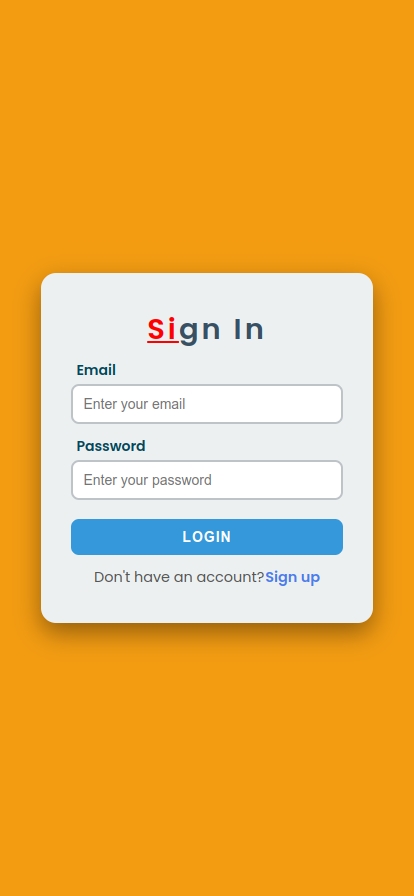 Sign In
Email
Enter your email
Password
Enter your password
LOGIN
Don't have an account?Sign up